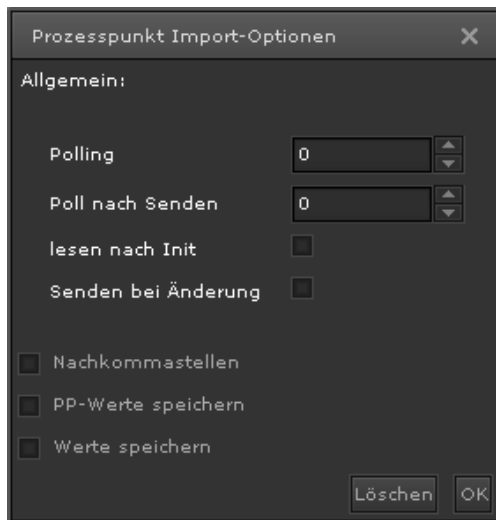 Prozesspunkt Import-Optionen
Allgemein:
Polling 0
Poll nach Senden 0
lesen nach Init
Senden bei Änderung
Nachkommastellen
PP-Werte speichern
Werte speichern
Löschen OK